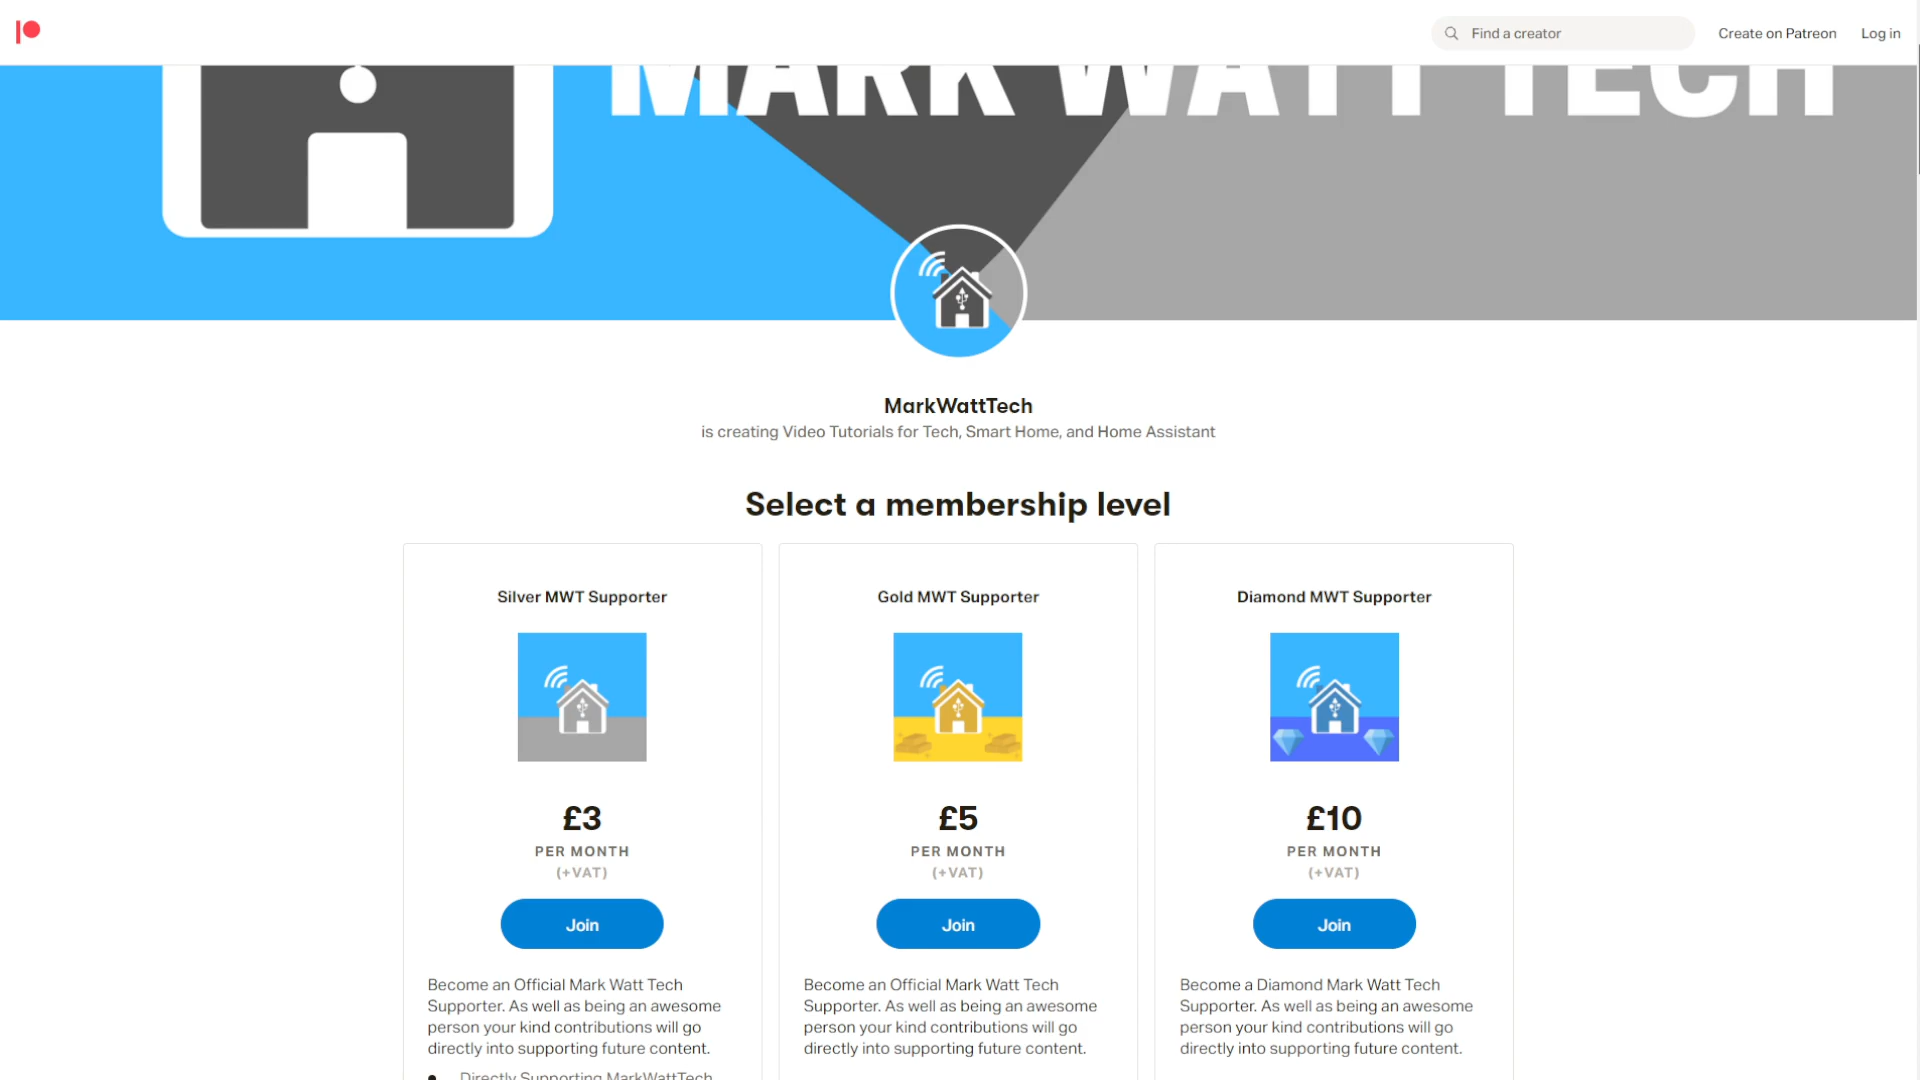 Find a creator
Create on Patreon
Log in
MARK WATT TECH
MarkWattTech
is creating Video Tutorials for Tech, Smart Home, and Home Assistant
Select a membership level
Silver MWT Supporter
£3
PER MONTH
(+VAT)
Join
Become an Official Mark Watt Tech
Supporter. As well as being an awesome
person your kind contributions will go
directly into supporting future content.
Directly Supporting MarkWattTech
Gold MWT Supporter
£5
PER MONTH
(+VAT)
Join
Become an Official Mark Watt Tech
Supporter. As well as being an awesome
person your kind contributions will go
directly into supporting future content.
Diamond MWT Supporter
£10
PER MONTH
(+VAT)
Join
Become a Diamond Mark Watt Tech
Supporter. As well as being an awesome
person your kind contributions will go
directly into supporting future content.